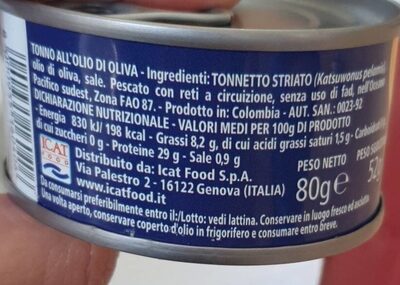 TONNO ALL'OLIO DI OLIVA - Ingredienti: TONNETTO STRIATO (Katsuwonus pelamis),
olio di oliva, sale. Pescato con reti a circuizione, senza uso di fad, nell'Oceano
Pacifico sudest, Zona FAO 87. - Prodotto in: Colombia - AUT. SAN.: 0023-92
DICHIARAZIONE NUTRIZIONALE - VALORI MEDI PER 100g DI PRODOTTO
- Energia 830 kJ/ 198 kcal - Grassi 8,2 g, di cui acidi grassi saturi 1,5 g - Carboidrati
di cui zuccheri 0 g - Proteine 29 g - Sale 0,9 g
ICAT
FOOD
Distribuito da: Icat Food S.p.A.
Via Palestro 2 - 16122 Genova (ITALIA)
www.icatfood.it
PESO NETTO
80g e
PESO
52
Da consumarsi preferibilmente entro il:/Lotto: vedi lattina. Conservare in luogo fresco ed asciutto.
Una volta aperto, conservare coperto d'olio in frigorifero e consumare entro breve.